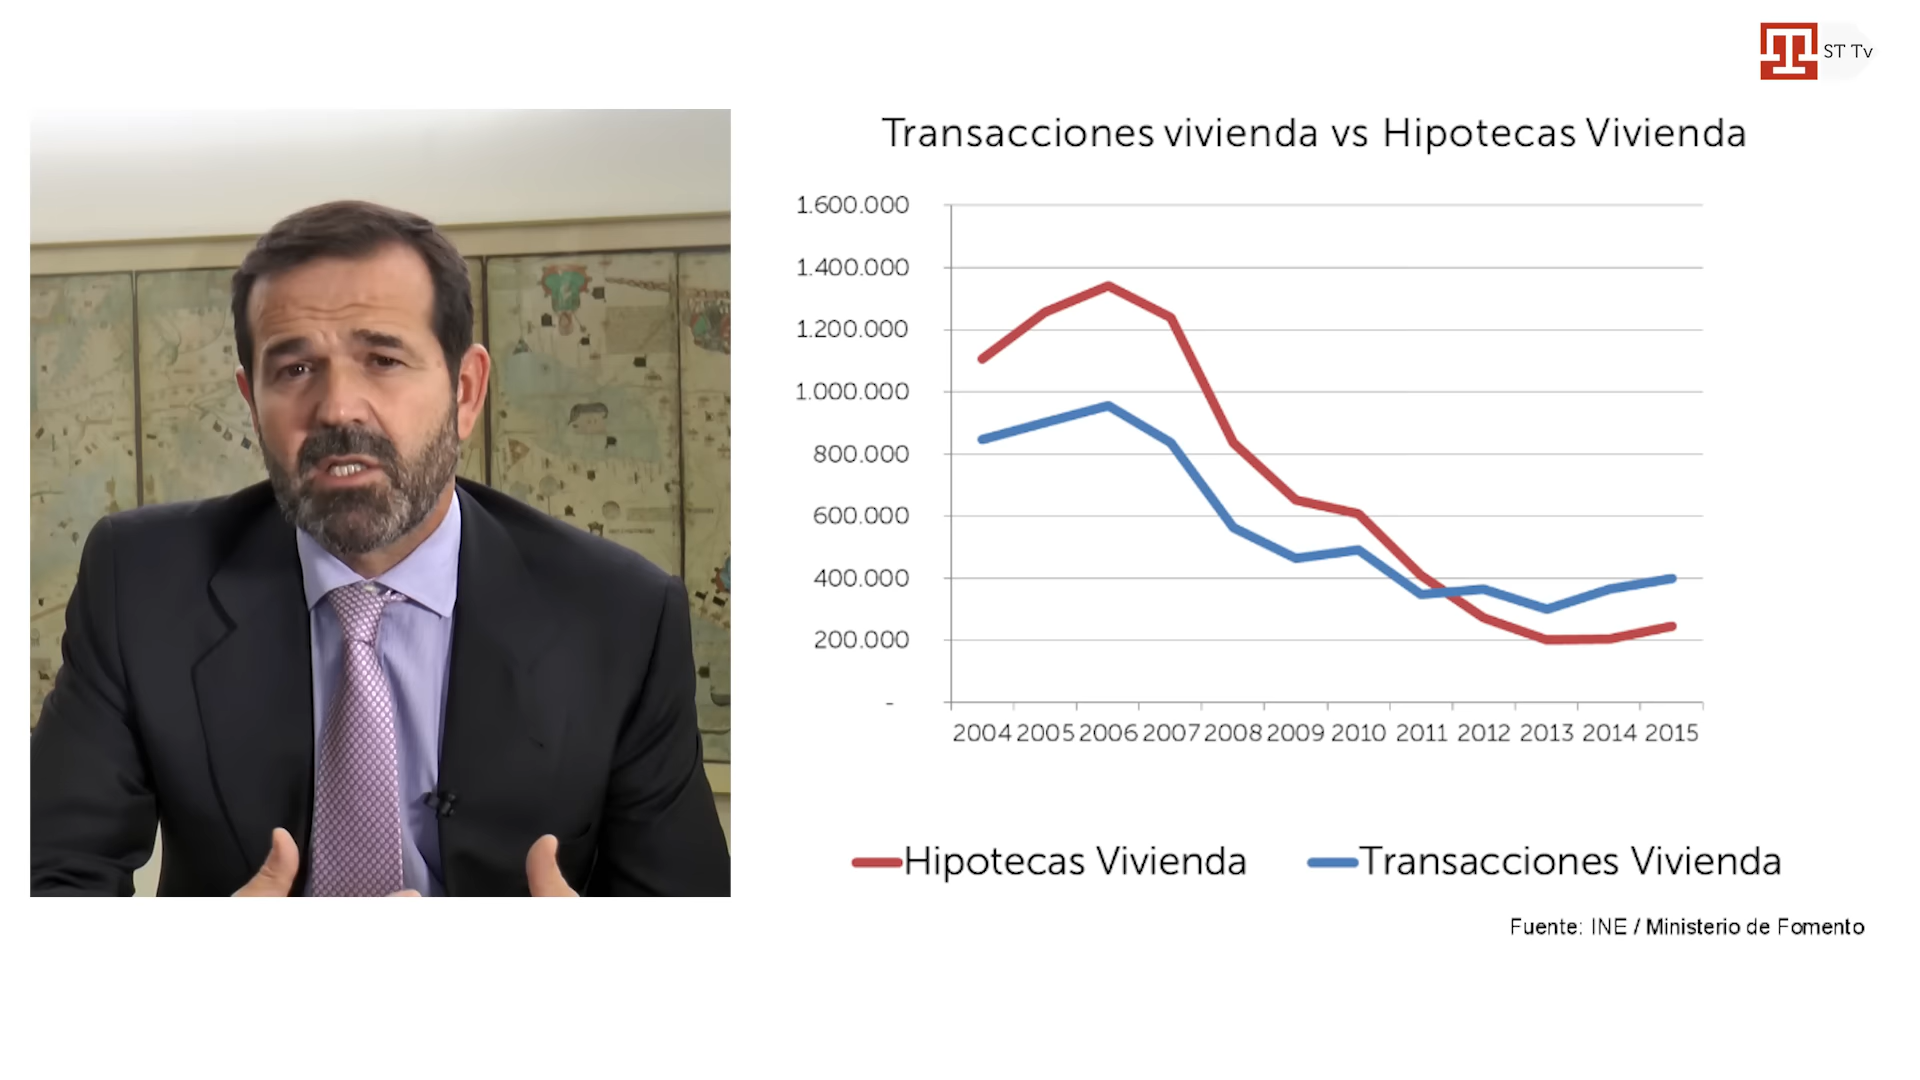 ST Tv
Transacciones vivienda vs Hipotecas Vivienda
1.600.000
1.400.000
1.200.000
1.000.000
800.000
600.000
400.000
200.000
-
2004 2005 2006 2007 2008 2009 2010 2011 2012 2013 2014 2015
Hipotecas Vivienda Transacciones Vivienda
Fuente: INE / Ministerio de Fomento